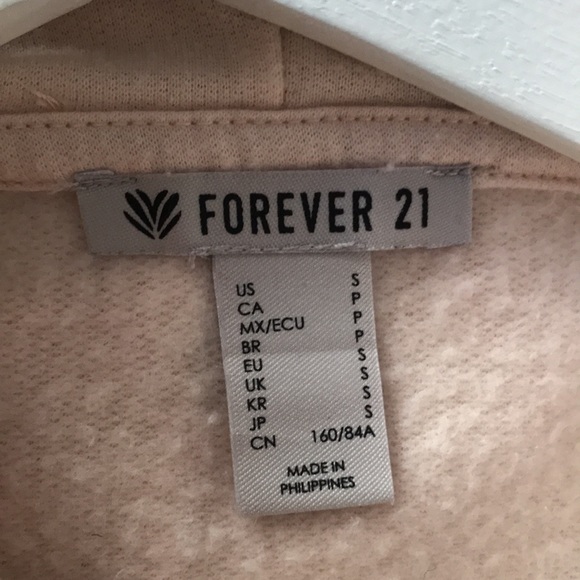 FOREVER 21
US S
CA P
MX/ECU P
BR P
EU S
UK S
KR S
JP S
CN 160/84A
MADE IN
PHILIPPINES